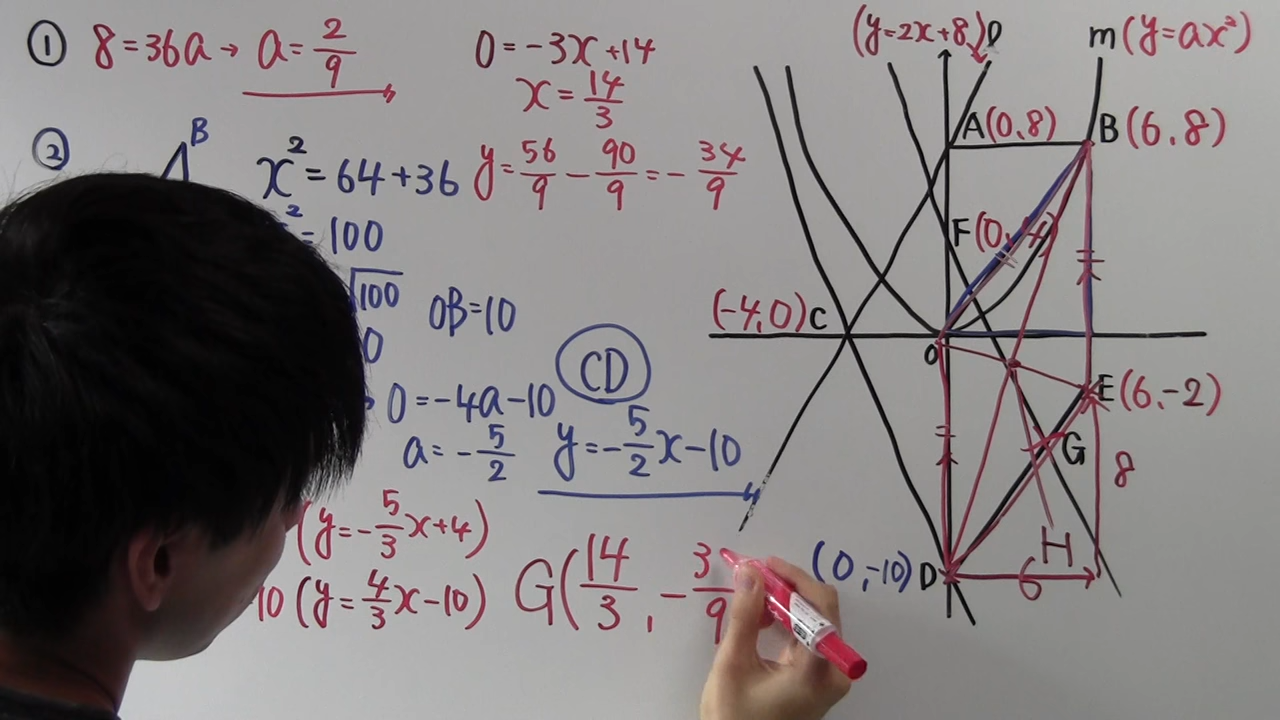 ① 8=36a→a=2/9
0=-3x+14
x=14/3
y=56/9-90/9=-34/9
②
B
x²=64+36
²=100
√100
0
OB=10
0=-4a-10
a=-5/2
CD
y=-5/2x-10
(y=-5/3x+4)
10(y=4/3x-10)
G(14/3,-3/9
(y=2x+8)
m(y=ax²)
A(0,8)
B(6,8)
F(0,4)
(-4,0)C
O
E(6,-2)
G
8
H
(0,-10)D
6